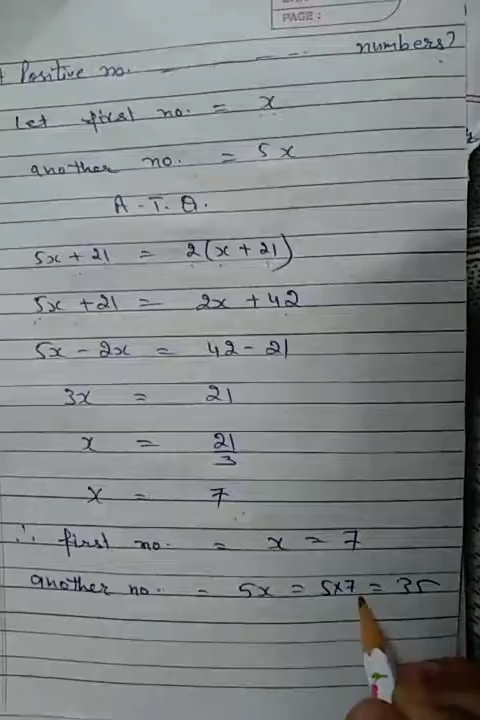 PAGE :
Positive no. - - - - numbers?
Let first no. = x
another no. = 5x
A.T.Q.
5x + 21 = 2(x + 21)
5x + 21 = 2x + 42
5x - 2x = 42 - 21
3x = 21
x = 21/3
x = 7
∴ first no. = x = 7
another no. = 5x = 5x7 = 35